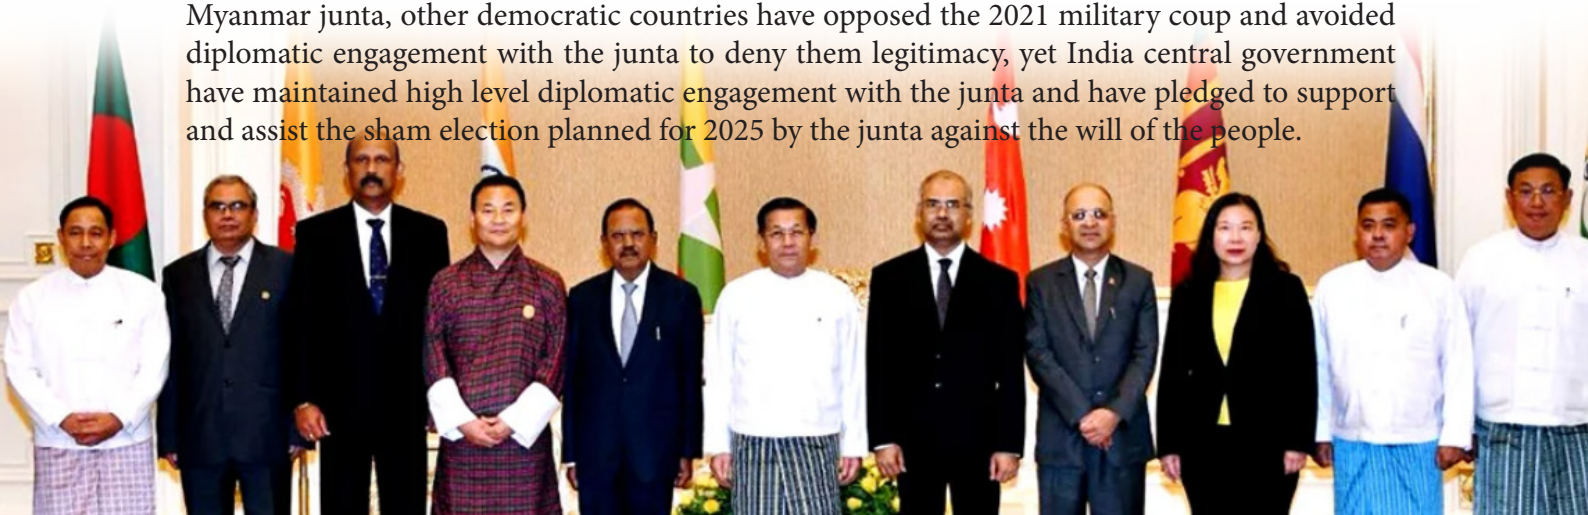 Myanmar junta, other democratic countries have opposed the 2021 military coup and avoided
diplomatic engagement with the junta to deny them legitimacy, yet India central government
have maintained high level diplomatic engagement with the junta and have pledged to support
and assist the sham election planned for 2025 by the junta against the will of the people.